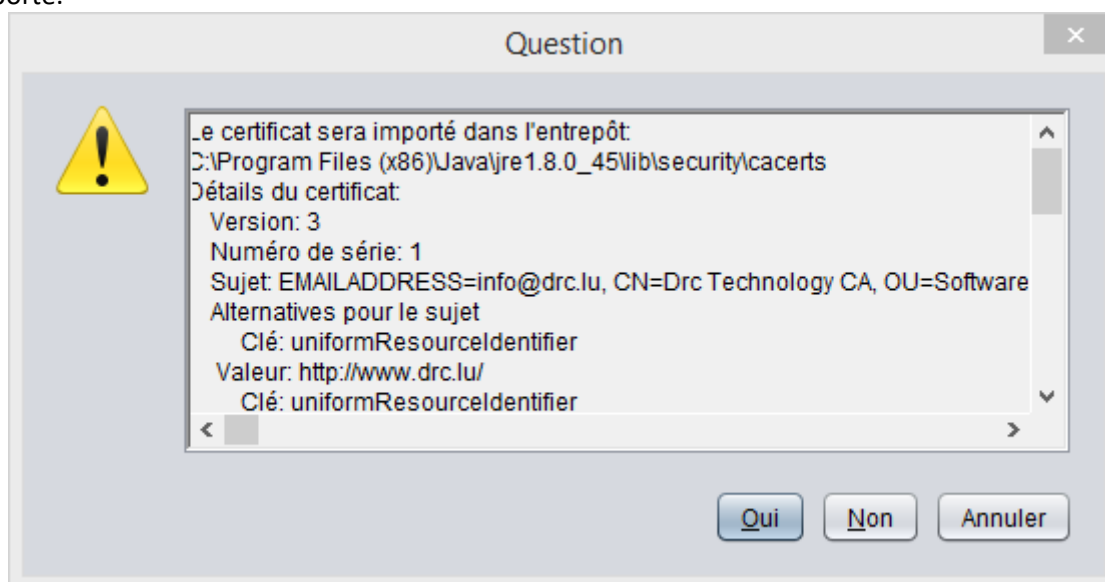 Question
Le certificat sera importé dans l'entrepôt:
C:\Program Files (x86)\Java\jre1.8.0_45\lib\security\cacerts
Détails du certificat:
Version: 3
Numéro de série: 1
Sujet: EMAILADDRESS=info@drc.lu, CN=Drc Technology CA, OU=Software
Alternatives pour le sujet
Clé: uniformResourceIdentifier
Valeur: http://www.drc.lu/
Clé: uniformResourceIdentifier
Oui Non Annuler